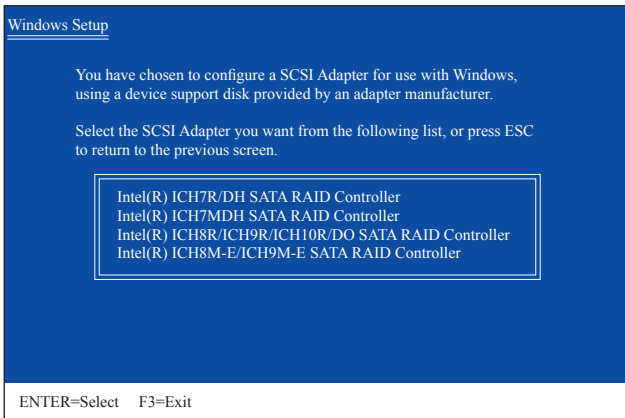 Windows Setup
You have chosen to configure a SCSI Adapter for use with Windows,
using a device support disk provided by an adapter manufacturer.
Select the SCSI Adapter you want from the following list, or press ESC
to return to the previous screen.
Intel(R) ICH7R/DH SATA RAID Controller
Intel(R) ICH7MDH SATA RAID Controller
Intel(R) ICH8R/ICH9R/ICH10R/DO SATA RAID Controller
Intel(R) ICH8M-E/ICH9M-E SATA RAID Controller
ENTER=Select F3=Exit